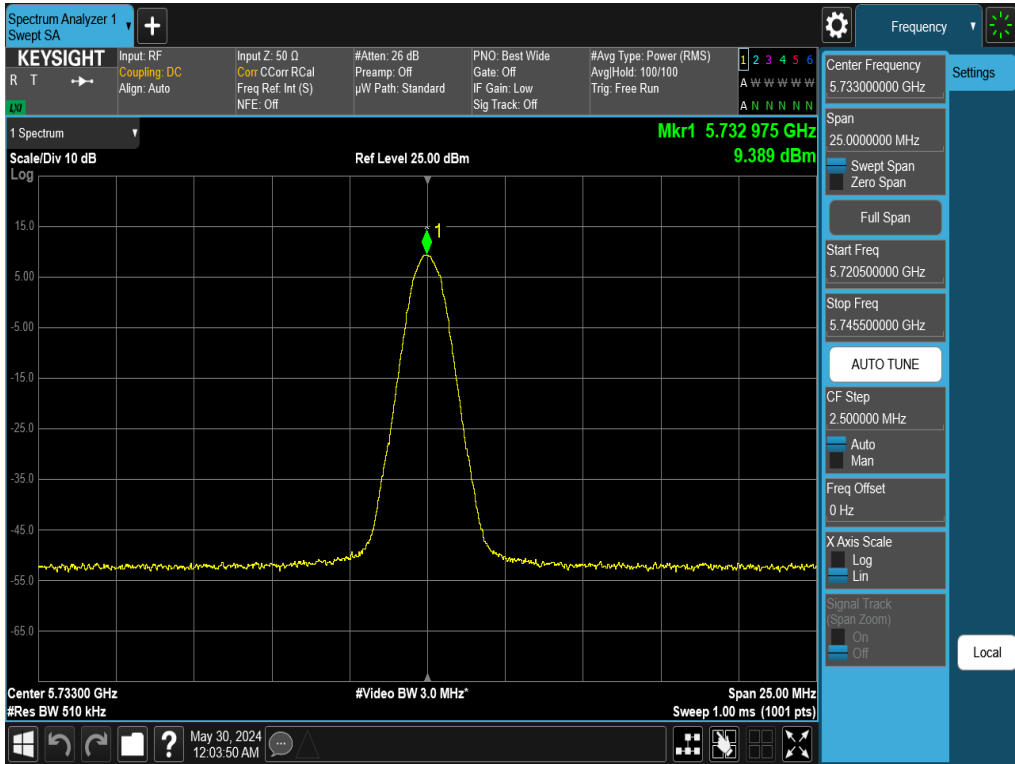 Spectrum Analyzer 1
Swept SA
Frequency
KEYSIGHT
R T
LXI
Input: RF
Coupling: DC
Align: Auto
Input Z: 50 Ω
Corr CCorr RCal
Freq Ref: Int (S)
NFE: Off
#Atten: 26 dB
Preamp: Off
µW Path: Standard
PNO: Best Wide
Gate: Off
IF Gain: Low
Sig Track: Off
#Avg Type: Power (RMS)
Avg|Hold: 100/100
Trig: Free Run
1 2 3 4 5 6
A W W W W W
A N N N N N
1 Spectrum
Scale/Div 10 dB
Log
Ref Level 25.00 dBm
Mkr1 5.732 975 GHz
9.389 dBm
1
15.0
5.00
-5.00
-15.0
-25.0
-35.0
-45.0
-55.0
-65.0
Center 5.73300 GHz
#Res BW 510 kHz
#Video BW 3.0 MHz*
Span 25.00 MHz
Sweep 1.00 ms (1001 pts)
Center Frequency
5.733000000 GHz
Span
25.0000000 MHz
Swept Span
Zero Span
Full Span
Start Freq
5.720500000 GHz
Stop Freq
5.745500000 GHz
AUTO TUNE
CF Step
2.500000 MHz
Auto
Man
Freq Offset
0 Hz
X Axis Scale
Log
Lin
Signal Track
(Span Zoom)
On
Off
Settings
Local
?
May 30, 2024
12:03:50 AM